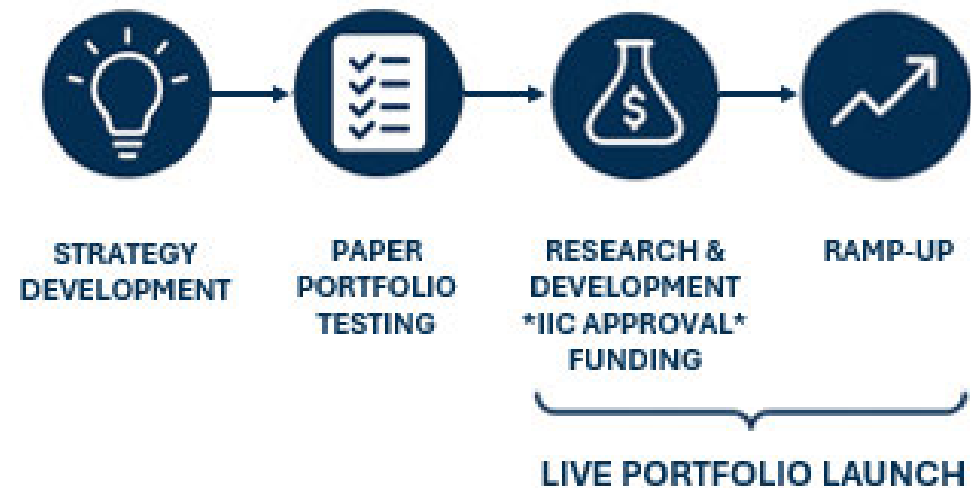 $
STRATEGY
DEVELOPMENT
PAPER
PORTFOLIO
TESTING
RESEARCH &
DEVELOPMENT
*IIC APPROVAL*
FUNDING
RAMP-UP
LIVE PORTFOLIO LAUNCH